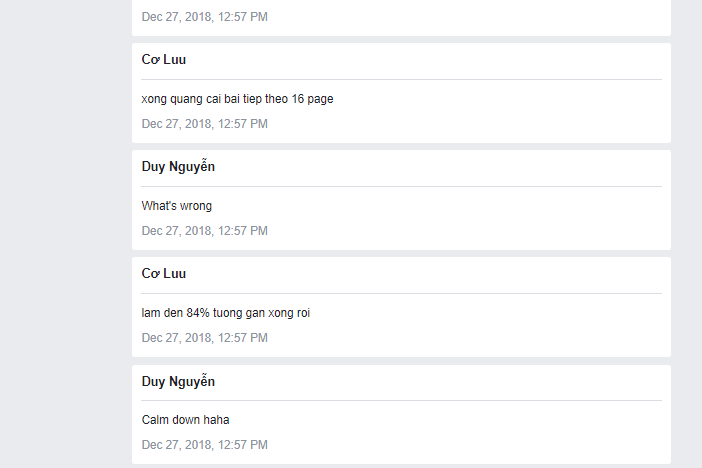 Dec 27, 2018, 12:57 PM
Cơ Luu
xong quang cai bai tiep theo 16 page
Dec 27, 2018, 12:57 PM
Duy Nguyễn
What's wrong
Dec 27, 2018, 12:57 PM
Cơ Luu
lam den 84% tuong gan xong roi
Dec 27, 2018, 12:57 PM
Duy Nguyễn
Calm down haha
Dec 27, 2018, 12:57 PM